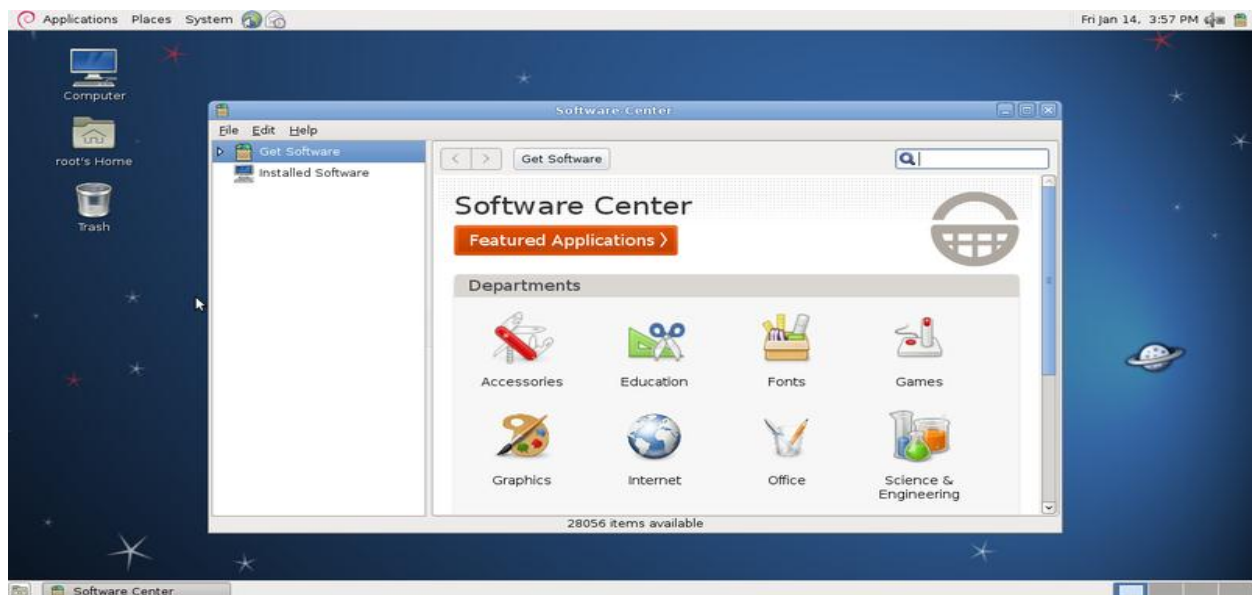 Applications Places System Fri Jan 14, 3:57 PM
Computer
root's Home
Trash
Software Center
File Edit Help
Get Software
Installed Software
< > Get Software
Software Center
Featured Applications >
Departments
Accessories Education Fonts Games
Graphics Internet Office Science &
Engineering
28056 items available
Software Center